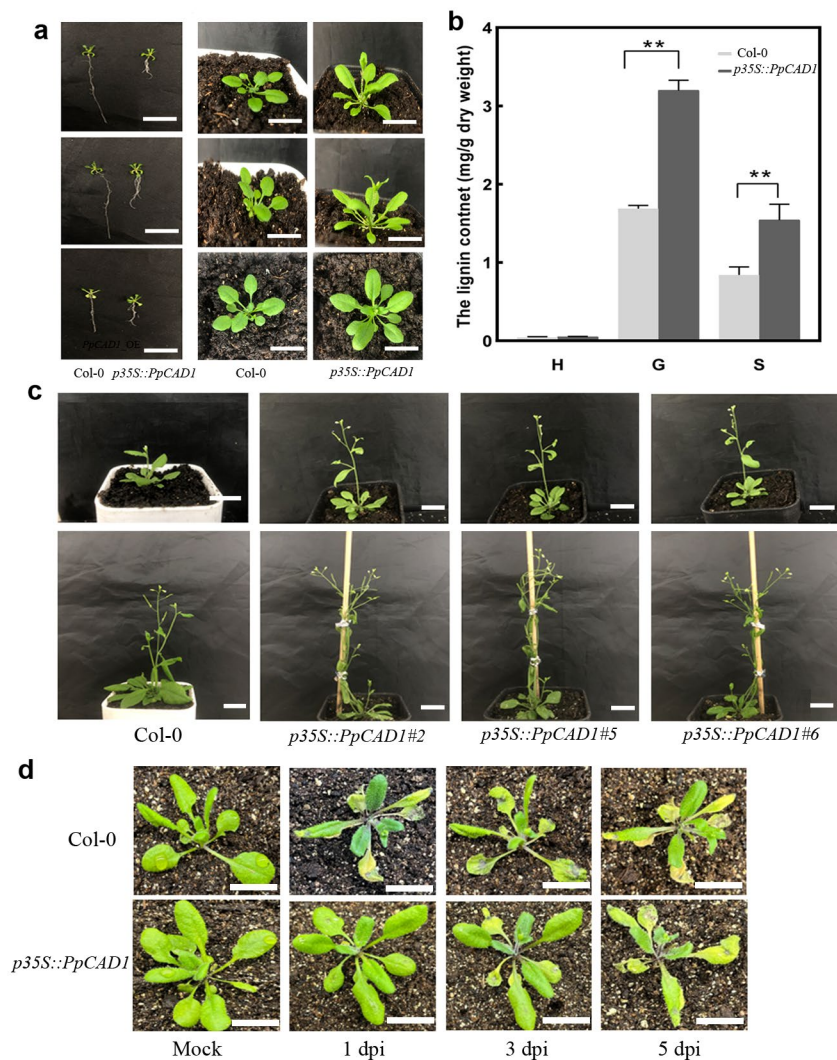 a
PpCAD1_OE
Col-0 p35S::PpCAD1 Col-0 p35S::PpCAD1
b
The lignin contnet (mg/g dry weight)
4
3
2
1
0
**
**
Col-0
p35S::PpCAD1
H G S
c
Col-0 p35S::PpCAD1#2 p35S::PpCAD1#5 p35S::PpCAD1#6
d
Col-0
p35S::PpCAD1
Mock 1 dpi 3 dpi 5 dpi